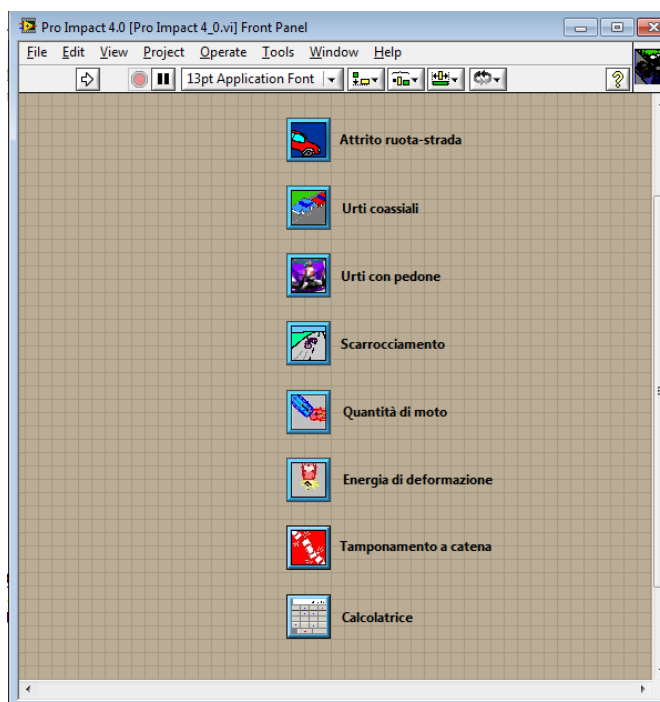 Pro Impact 4.0 [Pro Impact 4_0.vi] Front Panel
File Edit View Project Operate Tools Window Help
13pt Application Font
Attrito ruota-strada
Urti coassiali
Urti con pedone
Scarrocciamento
Quantità di moto
Energia di deformazione
Tamponamento a catena
Calcolatrice